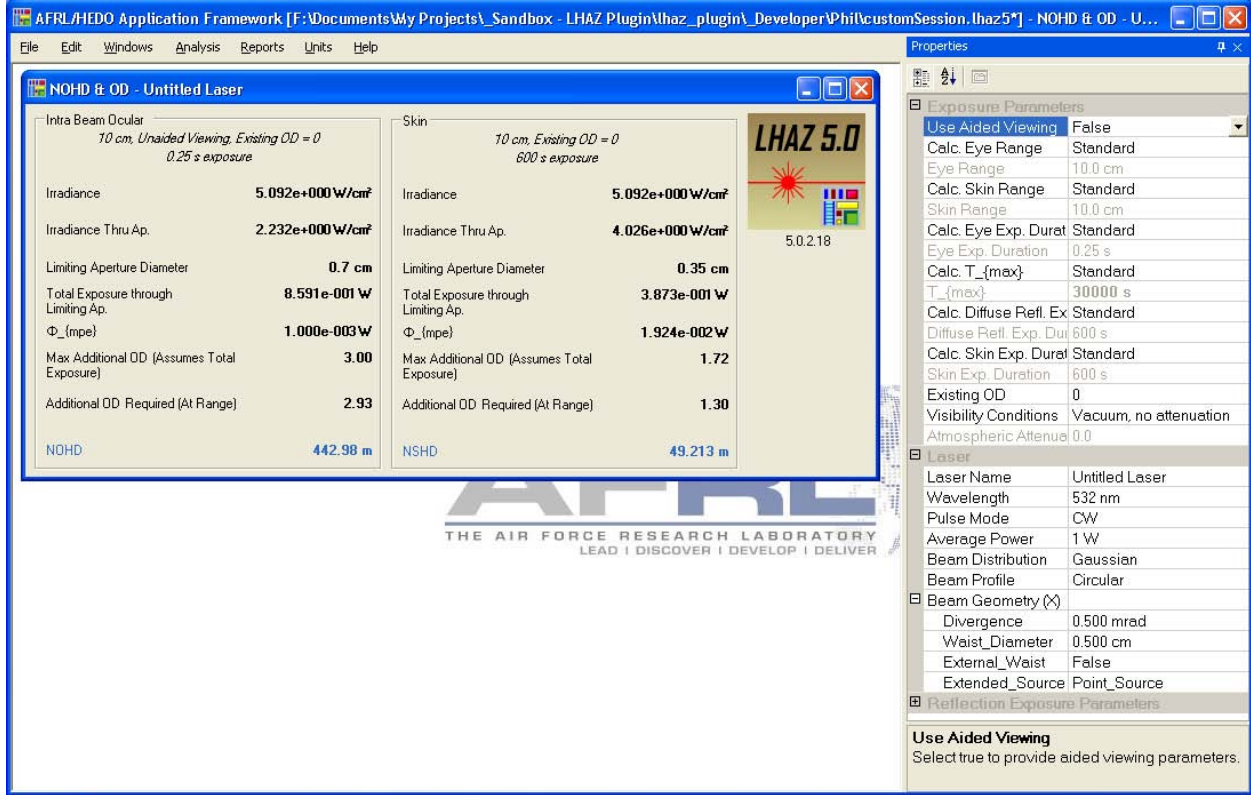 AFRL/HEDO Application Framework [F:\Documents\My Projects\_Sandbox - LHAZ Plugin\lhaz_plugin\_Developer\Phil\customSession.lhaz5*] - NOHD & OD - U...
File Edit Windows Analysis Reports Units Help
NOHD & OD - Untitled Laser
Intra Beam Ocular
10 cm, Unaided Viewing, Existing OD = 0
0.25 s exposure
Irradiance 5.092e+000 W/cm²
Irradiance Thru Ap. 2.232e+000 W/cm²
Limiting Aperture Diameter 0.7 cm
Total Exposure through 8.591e-001 W
Limiting Ap.
Φ_{mpe} 1.000e-003 W
Max Additional OD (Assumes Total 3.00
Exposure)
Additional OD Required (At Range) 2.93
NOHD 442.98 m
Skin
10 cm, Existing OD = 0
600 s exposure
Irradiance 5.092e+000 W/cm²
Irradiance Thru Ap. 4.026e+000 W/cm²
Limiting Aperture Diameter 0.35 cm
Total Exposure through 3.873e-001 W
Limiting Ap.
Φ_{mpe} 1.924e-002 W
Max Additional OD (Assumes Total 1.72
Exposure)
Additional OD Required (At Range) 1.30
NSHD 49.213 m
LHAZ 5.0
5.0.2.18
AFRL
THE AIR FORCE RESEARCH LABORATORY
LEAD | DISCOVER | DEVELOP | DELIVER
Properties
Exposure Parameters
Use Aided Viewing False
Calc. Eye Range Standard
Eye Range 10.0 cm
Calc. Skin Range Standard
Skin Range 10.0 cm
Calc. Eye Exp. Durat Standard
Eye Exp. Duration 0.25 s
Calc. T_{max} Standard
T_{max} 30000 s
Calc. Diffuse Refl. Ex Standard
Diffuse Refl. Exp. Du 600 s
Calc. Skin Exp. Durat Standard
Skin Exp. Duration 600 s
Existing OD 0
Visibility Conditions Vacuum, no attenuation
Atmospheric Attenua 0.0
Laser
Laser Name Untitled Laser
Wavelength 532 nm
Pulse Mode CW
Average Power 1 W
Beam Distribution Gaussian
Beam Profile Circular
Beam Geometry (X)
Divergence 0.500 mrad
Waist_Diameter 0.500 cm
External_Waist False
Extended_Source Point_Source
Reflection Exposure Parameters
Use Aided Viewing
Select true to provide aided viewing parameters.